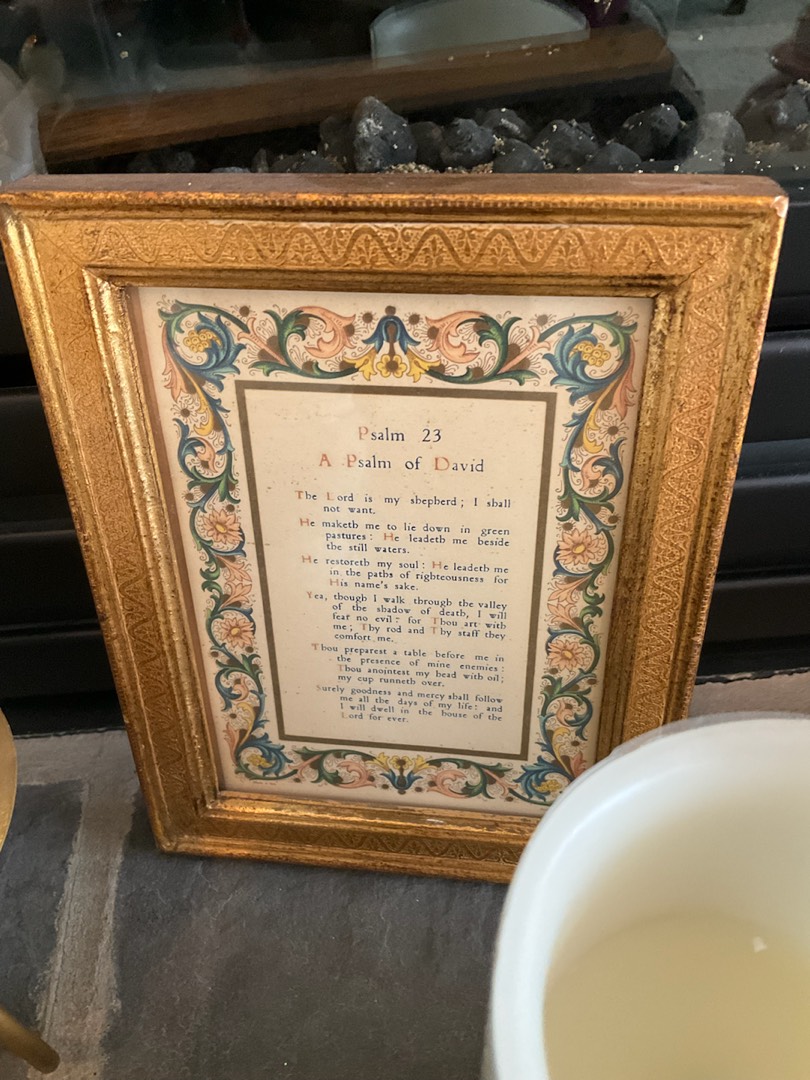 Psalm 23
A Psalm of David
The Lord is my shepherd; I shall
not want.
He maketh me to lie down in green
pastures: He leadeth me beside
the still waters.
He restoreth my soul: He leadeth me
in the paths of righteousness for
His name's sake.
Yea, though I walk through the valley
of the shadow of death, I will
fear no evil: for Thou art with
me; Thy rod and Thy staff they
comfort me.
Thou preparest a table before me in
the presence of mine enemies:
Thou anointest my head with oil;
my cup runneth over.
Surely goodness and mercy shall follow
me all the days of my life: and
I will dwell in the house of the
Lord for ever.